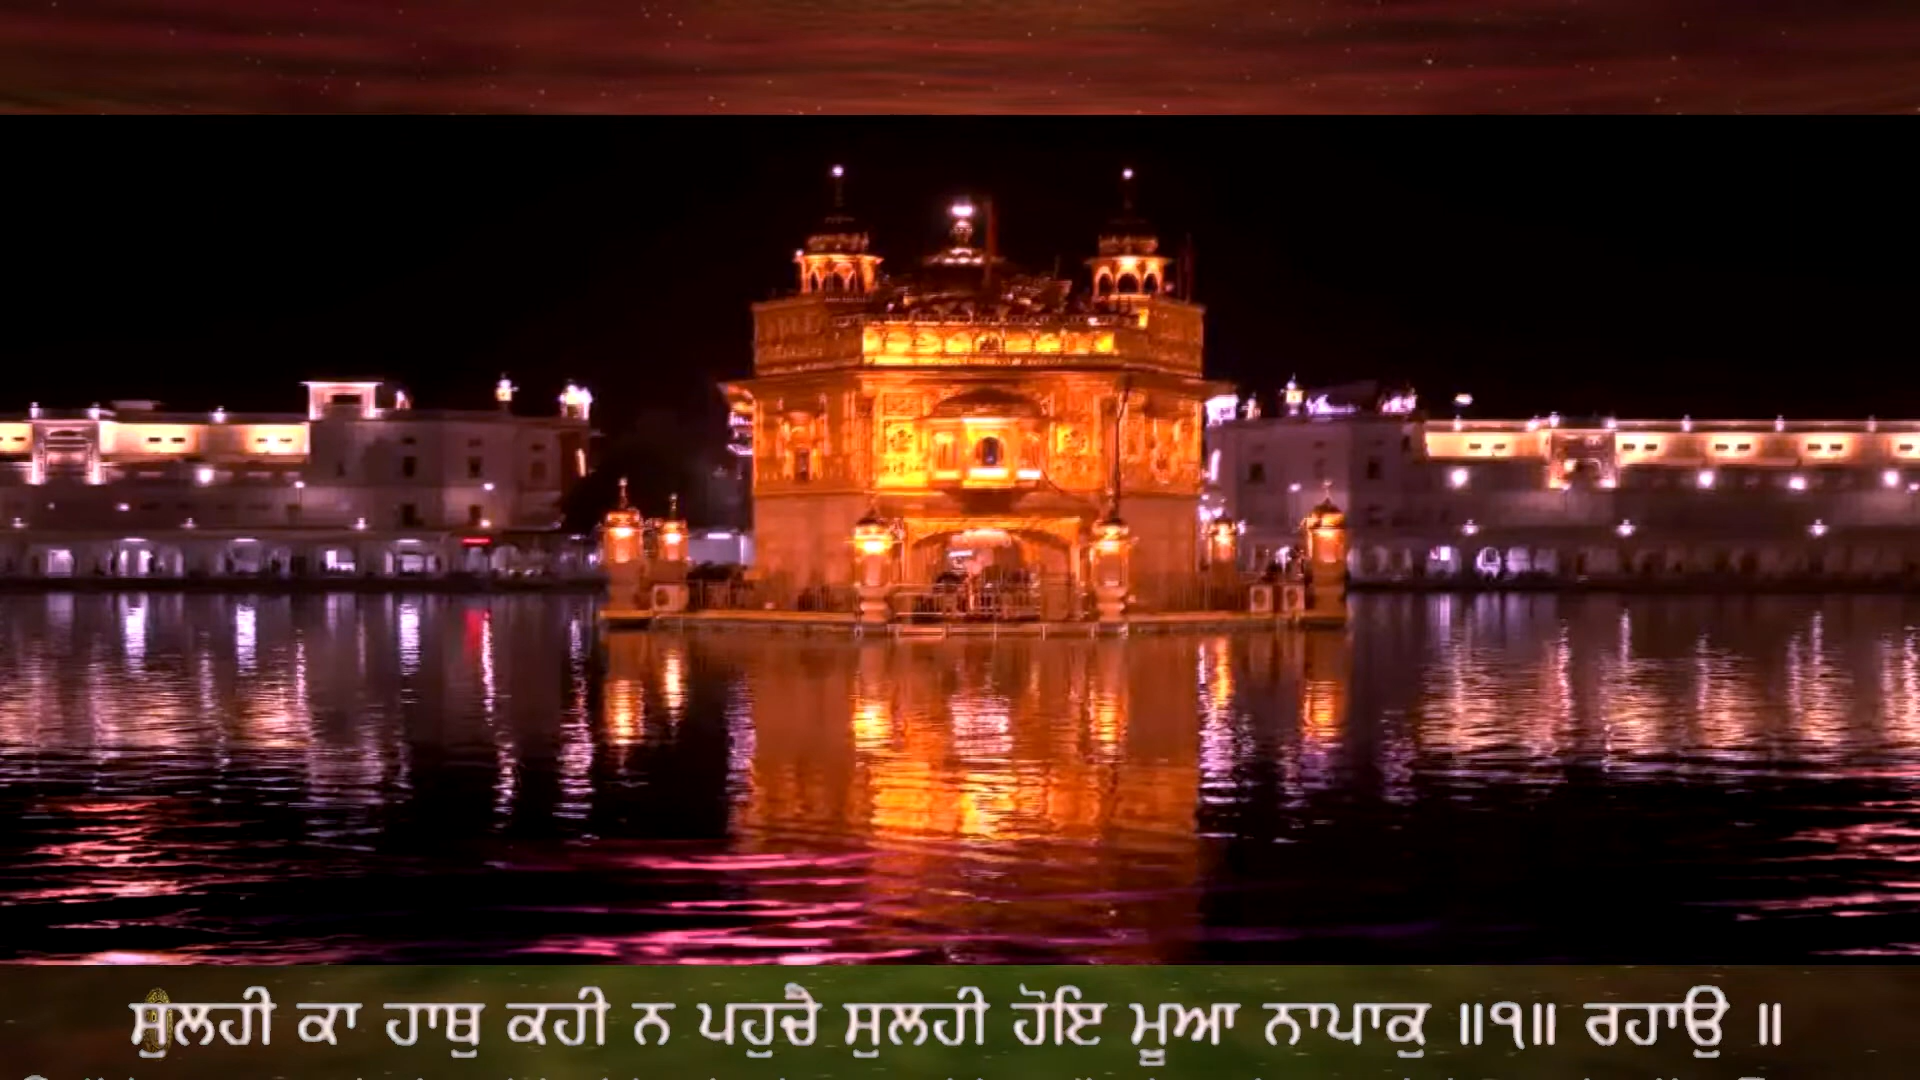 ਸੁਲਹੀ ਕਾ ਹਾਥੁ ਕਹੀ ਨ ਪਹੁਚੈ ਸੁਲਹੀ ਹੋਇ ਮੂਆ ਨਾਪਾਕੁ ॥੧॥ ਰਹਾਉ ॥